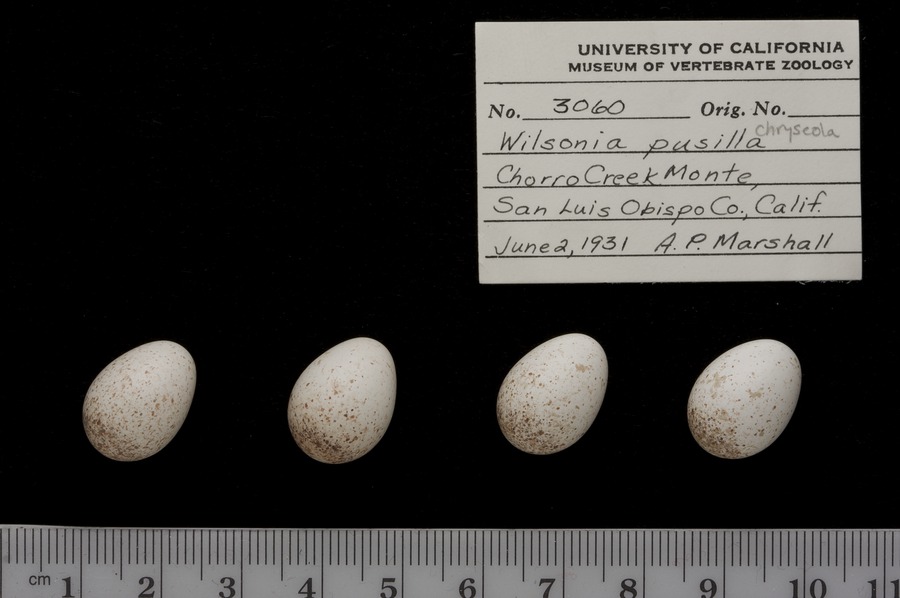 UNIVERSITY OF CALIFORNIA
MUSEUM OF VERTEBRATE ZOOLOGY
No. 3060 Orig. No.
Wilsonia pusilla chryseola
Chorro Creek Monte,
San Luis Obispo Co., Calif.
June 2, 1931 A. P. Marshall
cm 1 2 3 4 5 6 7 8 9 10 11